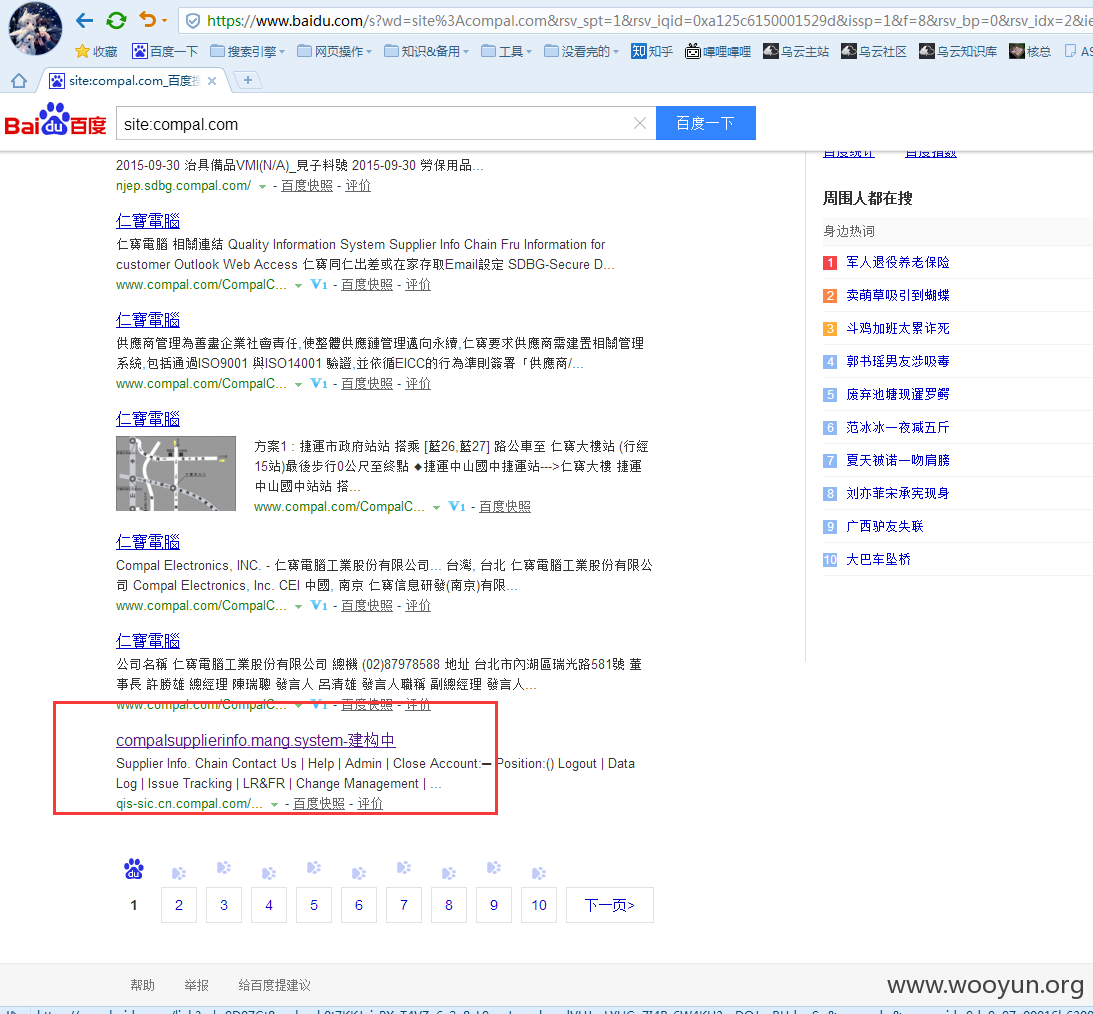 https://www.baidu.com/s?wd=site%3Acompal.com&rsv_spt=1&rsv_iqid=0xa125c6150001529d&issp=1&f=8&rsv_bp=0&rsv_idx=2&ie
收藏 百度一下 搜索引擎 网页操作 知识&备用 工具 没看完的 知乎 哔哩哔哩 乌云主站 乌云社区 乌云知识库 核总 AS
site:compal.com_百度搜
Bai du 百度 site:compal.com 百度一下
2015-09-30 治具備品VMI(N/A)_見子料號 2015-09-30 勞保用品...
njep.sdbg.compal.com/ - 百度快照 - 评价
仁寶電腦
仁寶電腦 相關連結 Quality Information System Supplier Info Chain Fru Information for
customer Outlook Web Access 仁寶同仁出差或在家存取Email設定 SDBG-Secure D...
www.compal.com/CompalC... V1 - 百度快照 - 评价
仁寶電腦
供應商管理為善盡企業社會責任,使整體供應鏈管理邁向永續,仁寶要求供應商需建置相關管理
系統,包括通過ISO9001 與ISO14001 驗證,並依循EICC的行為準則簽署「供應商/...
www.compal.com/CompalC... V1 - 百度快照 - 评价
仁寶電腦
方案1 : 捷運市政府站站 搭乘 [藍26,藍27] 路公車至 仁寶大樓站 (行經
15站)最後步行0公尺至終點 ◆捷運中山國中捷運站--->仁寶大樓 捷運
中山國中站站 搭...
www.compal.com/CompalC... V1 - 百度快照
仁寶電腦
Compal Electronics, INC. - 仁寶電腦工業股份有限公司... 台灣, 台北 仁寶電腦工業股份有限公
司 Compal Electronics, Inc. CEI 中國, 南京 仁寶信息研發(南京)有限...
www.compal.com/CompalC... V1 - 百度快照 - 评价
仁寶電腦
公司名稱 仁寶電腦工業股份有限公司 總機 (02)87978588 地址 台北市內湖區瑞光路581號 董
事長 許勝雄 總經理 陳瑞聰 發言人 呂清雄 發言人職稱 副總經理 發言人...
www.compal.com/CompalC... V1 - 百度快照 - 评价
compalsupplierinfo.mang.system-建构中
Supplier Info. Chain Contact Us | Help | Admin | Close Account:━ Position:() Logout | Data
Log | Issue Tracking | LR&FR | Change Management | ...
qis-sic.cn.compal.com/... - 百度快照 - 评价
百度统计 百度指数
周围人都在搜
身边热词
1 军人退役养老保险
2 卖萌草吸引到蝴蝶
3 斗鸡加班太累诈死
4 郭书瑶男友涉吸毒
5 废弃池塘现暹罗鳄
6 范冰冰一夜减五斤
7 夏天被诺一吻肩膀
8 刘亦菲宋承宪现身
9 广西驴友失联
10 大巴车坠桥
1 2 3 4 5 6 7 8 9 10 下一页>
帮助 举报 给百度提建议
www.wooyun.org